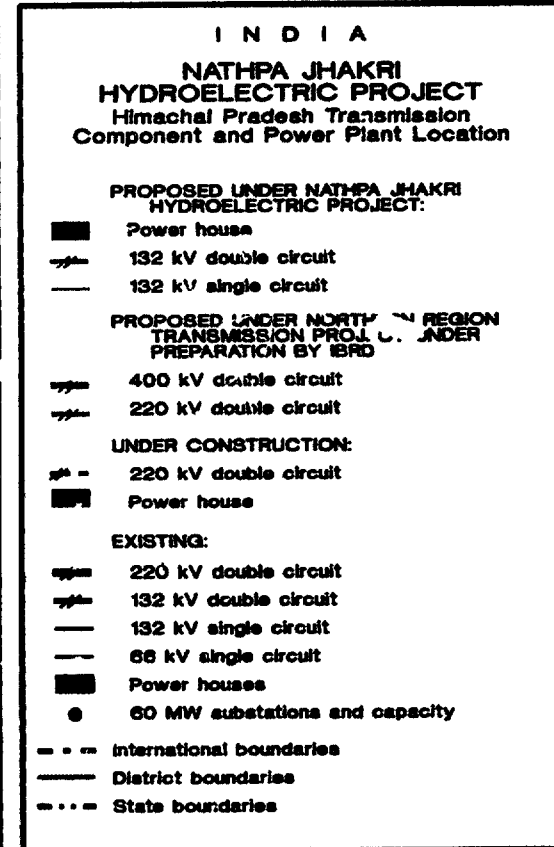 I N D I A
NATHPA JHAKRI
HYDROELECTRIC PROJECT
Himachal Pradesh Transmission
Component and Power Plant Location
PROPOSED UNDER NATHPA JHAKRI
HYDROELECTRIC PROJECT:
Power house
132 kV double circuit
132 kV single circuit
PROPOSED UNDER REGION
TRANSMISSION UNDER
PREPARATION BY IBRD
400 kV double circuit
220 kV double circuit
UNDER CONSTRUCTION:
220 kV double circuit
Power house
EXISTING:
220 kV double circuit
132 kV double circuit
132 kV single circuit
66 kV single circuit
Power houses
60 MW substations and capacity
International boundaries
District boundaries
State boundaries